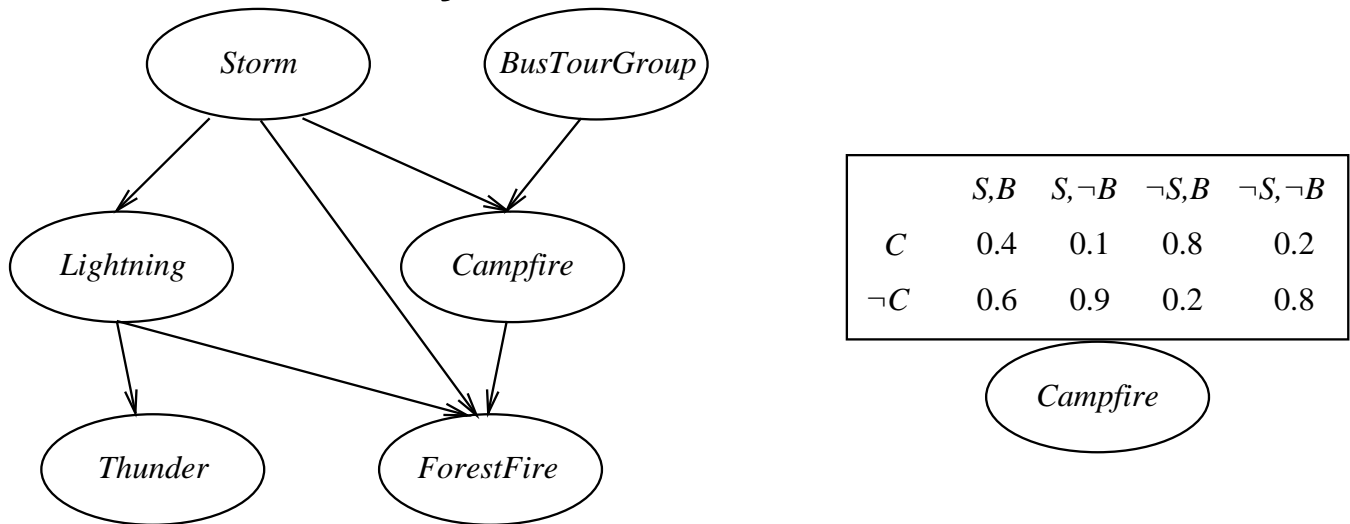 Storm
BusTourGroup
Lightning
Campfire
Thunder
ForestFire
S,B S,¬B ¬S,B ¬S,¬B
C 0.4 0.1 0.8 0.2
¬C 0.6 0.9 0.2 0.8
Campfire